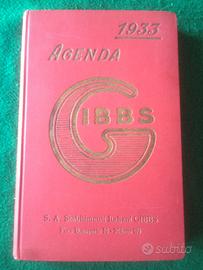 1933
AGENDA
GIBBS
S. A. Stabilimenti Italiani GIBBS
subito